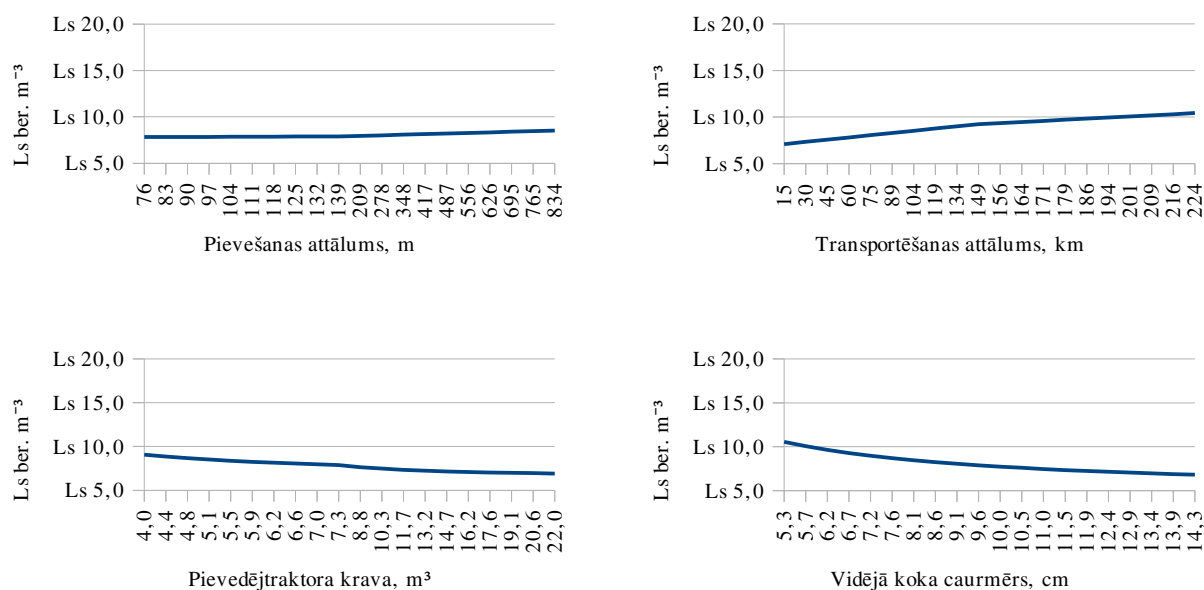 Ls 20,0
Ls 15,0
Ls 10,0
Ls 5,0
Ls ber. m⁻³
76 83 90 97 104 111 118 125 132 139 209 278 348 417 487 556 626 695 765 834
Pievešanas attālums, m
Ls 20,0
Ls 15,0
Ls 10,0
Ls 5,0
Ls ber. m⁻³
15 30 45 60 75 89 104 119 134 149 156 164 171 179 186 194 201 209 216 224
Transportēšanas attālums, km
Ls 20,0
Ls 15,0
Ls 10,0
Ls 5,0
Ls ber. m⁻³
4,0 4,4 4,8 5,1 5,5 5,9 6,2 6,6 7,0 7,3 8,8 10,3 11,7 13,2 14,7 16,2 17,6 19,1 20,6 22,0
Pievedējtraktora krava, m³
Ls 20,0
Ls 15,0
Ls 10,0
Ls 5,0
Ls ber. m⁻³
5,3 5,7 6,2 6,7 7,2 7,6 8,1 8,6 9,1 9,6 10,0 10,5 11,0 11,5 11,9 12,4 12,9 13,4 13,9 14,3
Vidējā koka caurmērs, cm